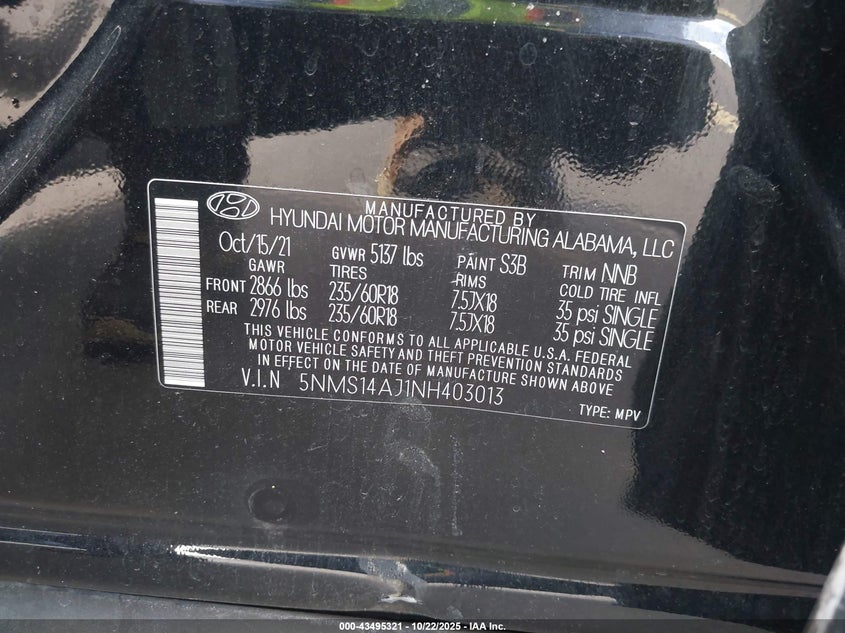 MANUFACTURED BY
HYUNDAI MOTOR MANUFACTURING ALABAMA, LLC
Oct/15/21 GVWR 5137 lbs PAINT S3B TRIM NNB
GAWR TIRES RIMS COLD TIRE INFL
FRONT 2866 lbs 235/60R18 7.5JX18 35 psi SINGLE
REAR 2976 lbs 235/60R18 7.5JX18 35 psi SINGLE
THIS VEHICLE CONFORMS TO ALL APPLICABLE U.S.A. FEDERAL
MOTOR VEHICLE SAFETY AND THEFT PREVENTION STANDARDS
IN EFFECT ON THE DATE OF MANUFACTURE SHOWN ABOVE
V.I.N 5NMS14AJ1NH403013
TYPE: MPV
000-43495321 - 10/22/2025 - IAA Inc.